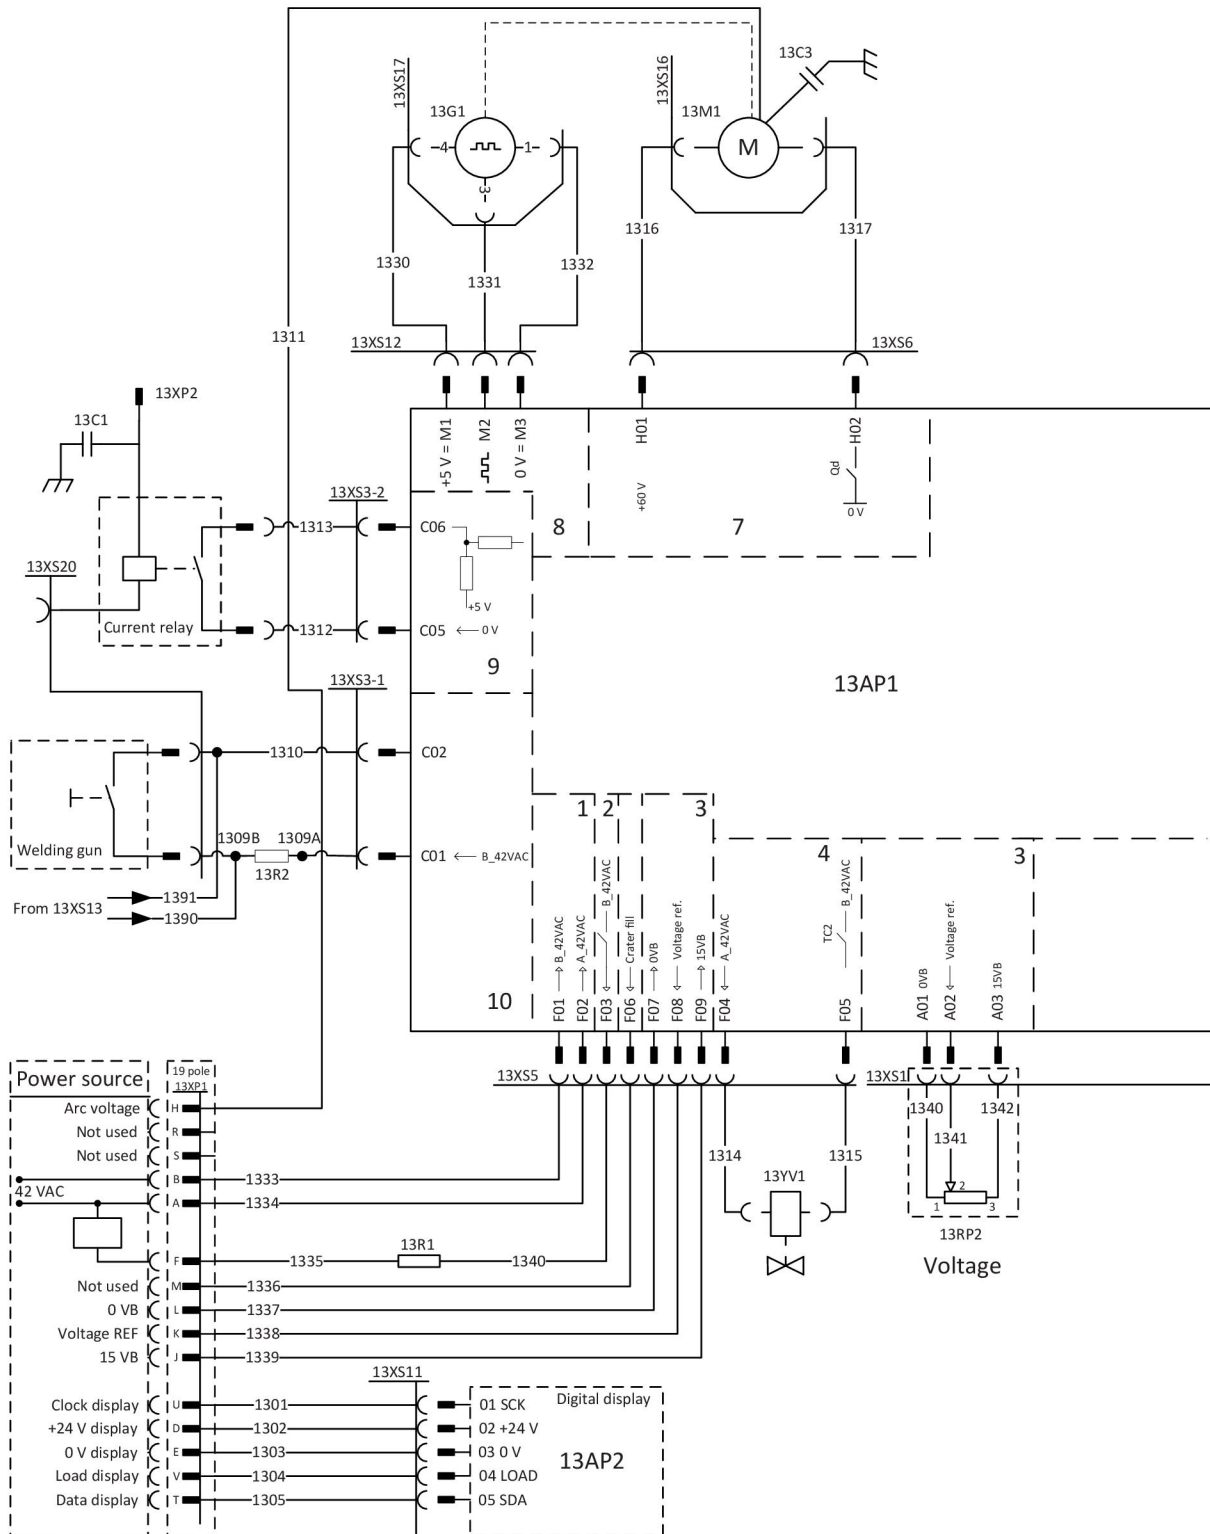 13C3
13XS17
13XS16
13G1
13M1
4
1
M
3
1316
1317
1330
1332
1331
1311
13XS12
13XS6
13XP2
13C1
+5 V = M1
M2
0 V = M3
H01
H02
Qd
+60 V
0 V
13XS3-2
8
7
1313
C06
13XS20
+5 V
Current relay
1312
C05
0 V
9
13XS3-1
13AP1
1310
C02
1
2
3
1309B
1309A
Welding gun
C01
B_42VAC
4
3
13R2
1391
From 13XS13
1390
B_42VAC
A_42VAC
B_42VAC
Crater fill
0VB
Voltage ref.
15VB
A_42VAC
TC2
B_42VAC
0VB
Voltage ref.
15VB
10
F01
F02
F03
F06
F07
F08
F09
F04
F05
A01
A02
A03
Power source
19 pole
13XP1
13XS5
13XS1
Arc voltage
H
1340
1342
Not used
R
1341
Not used
S
1314
1315
B
1333
13YV1
42 VAC
A
1334
1
2
3
13RP2
13R1
F
1335
1340
Voltage
Not used
M
1336
0 VB
L
1337
Voltage REF
K
1338
15 VB
J
1339
13XS11
Clock display
U
1301
01 SCK
Digital display
+24 V display
D
1302
02 +24 V
0 V display
E
1303
03 0 V
13AP2
Load display
V
1304
04 LOAD
Data display
T
1305
05 SDA